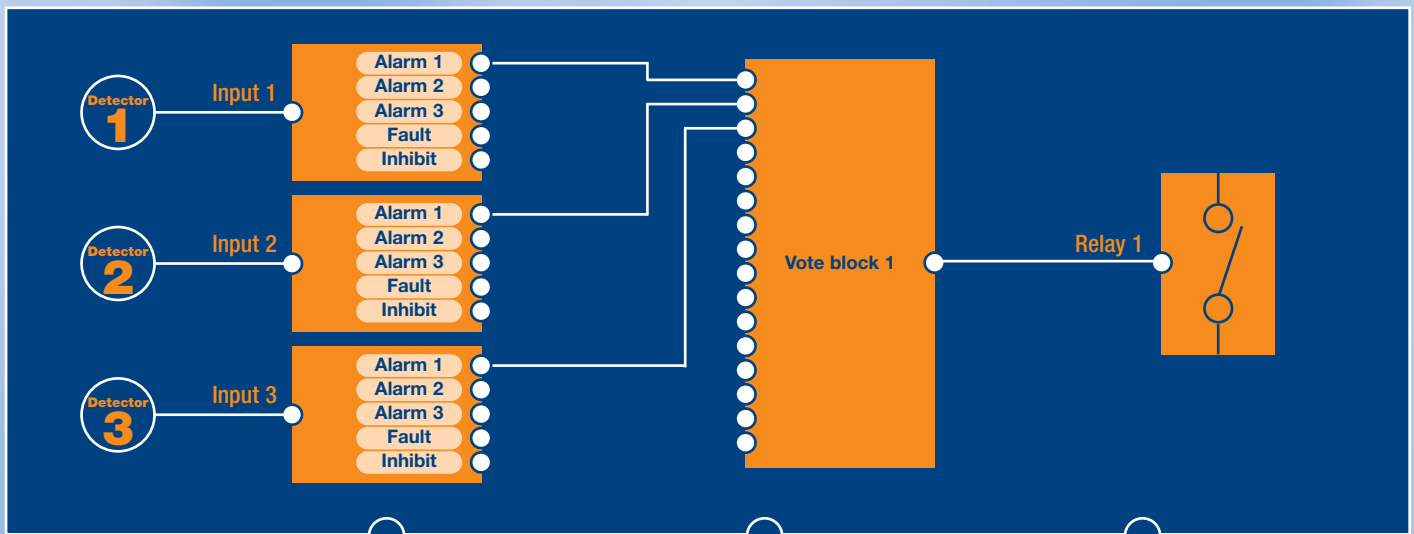 Detector
1
Input 1
Alarm 1
Alarm 2
Alarm 3
Fault
Inhibit
Detector
2
Input 2
Alarm 1
Alarm 2
Alarm 3
Fault
Inhibit
Detector
3
Input 3
Alarm 1
Alarm 2
Alarm 3
Fault
Inhibit
Vote block 1
Relay 1